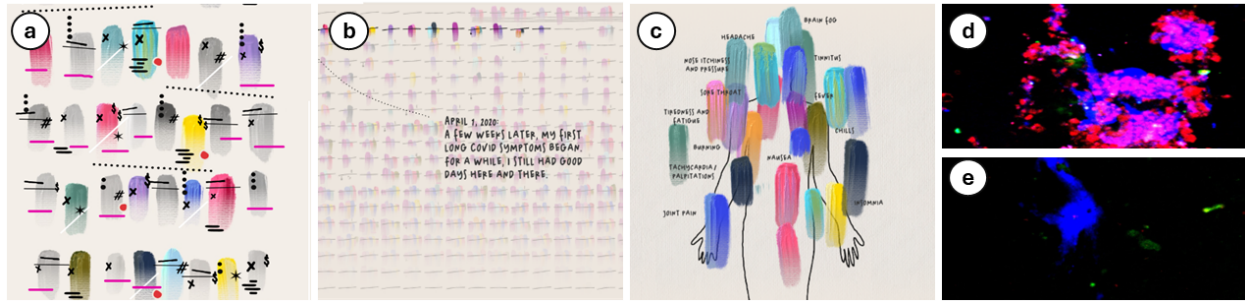 a
b
APRIL 1, 2020:
A FEW WEEKS LATER, MY FIRST
LONG COVID SYMPTOMS BEGAN.
FOR A WHILE, I STILL HAD GOOD
DAYS HERE AND THERE.
c
BRAIN FOG
HEADACHE
NOSE ITCHINESS
AND PRESSURE
TINNITUS
SORE THROAT
FEVER
TIREDNESS AND
FATIGUE
CHILLS
BURNING
NAUSEA
TACHYCARDIA/
PALPITATIONS
INSOMNIA
JOINT PAIN
d
e